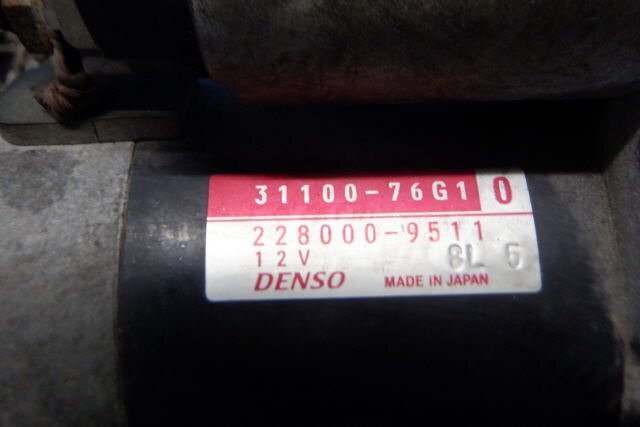 31100-76G1 0
228000-9511
12V 8L 5
DENSO MADE IN JAPAN